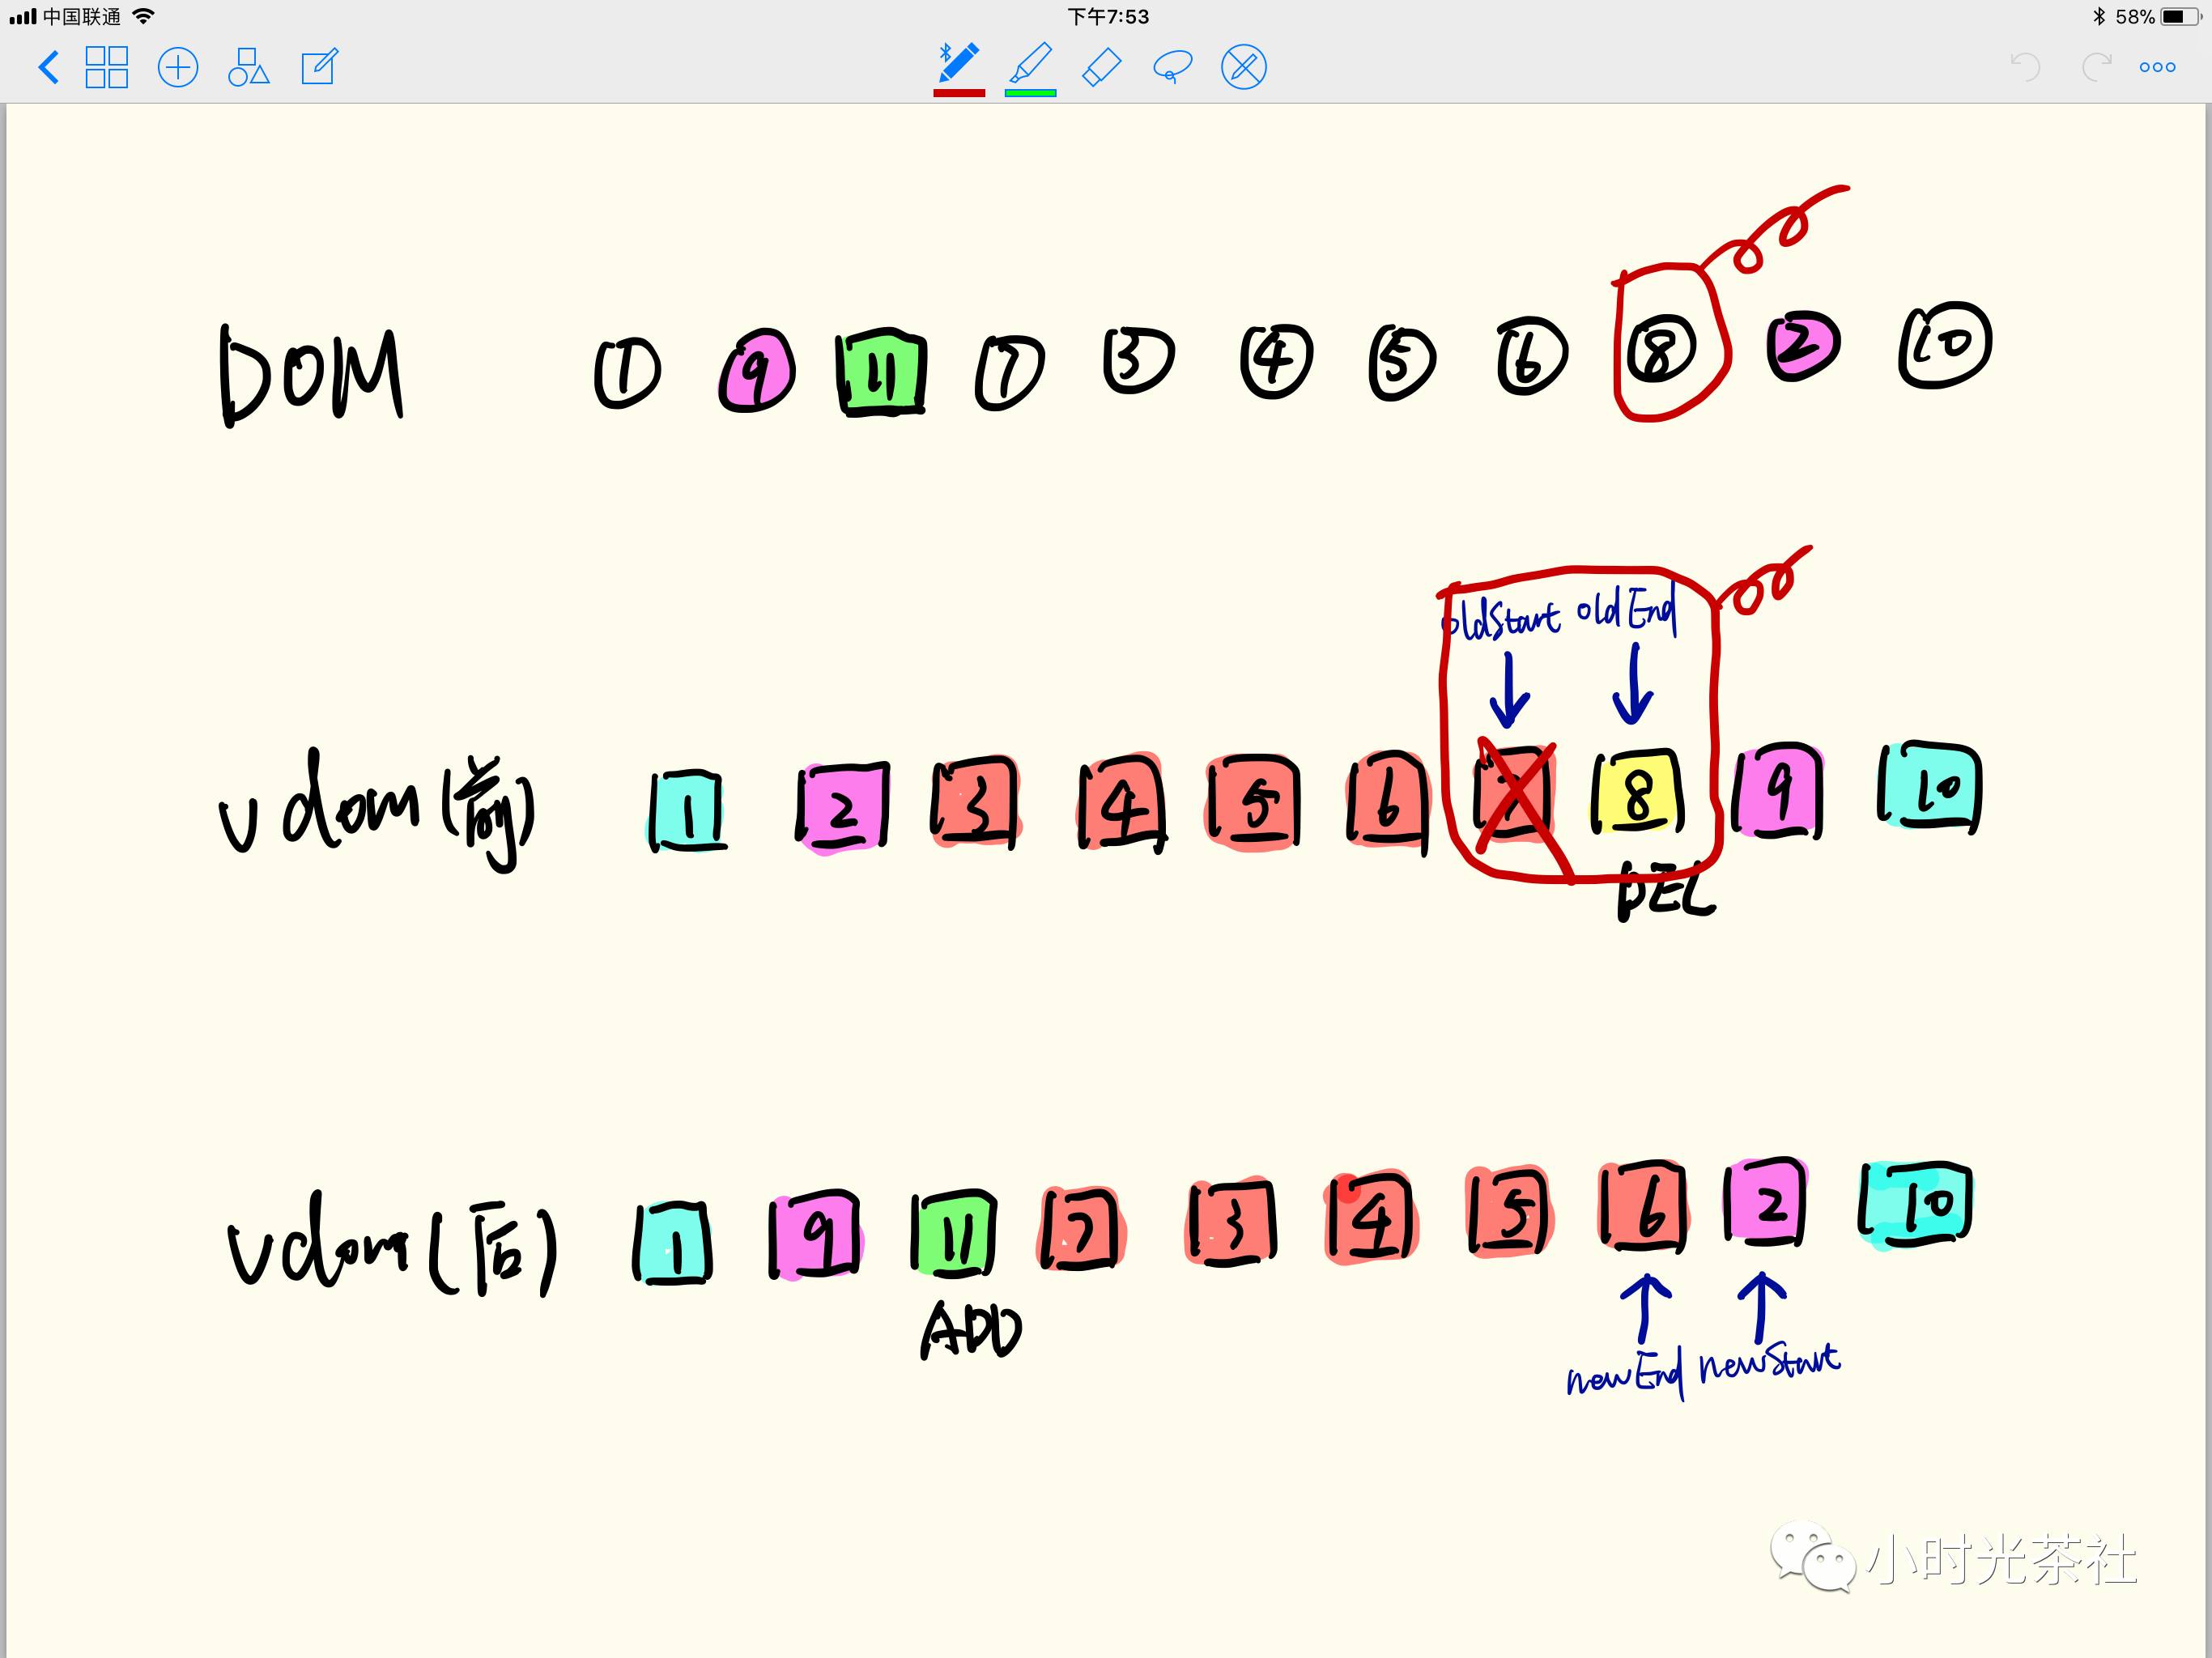 中国联通 下午7:53 58%
DOM 1 9 11 7 3 4 5 6 8 2 10
oldStart oldEnd
vdom(前) 1 2 3 4 5 6 8 9 10
DEL
vdom(后) 1 9 11 7 3 4 5 6 2 10
ADD
newEnd newStart
小时光茶社